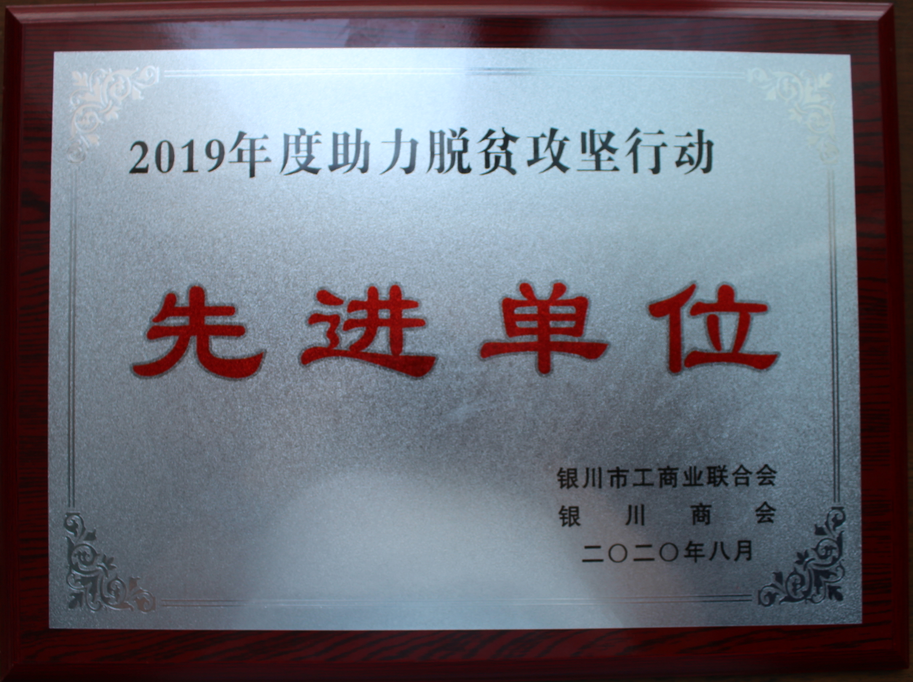 2019年度助力脱贫攻坚行动
先进单位
银川市工商业联合会
银川商会
二〇二〇年八月